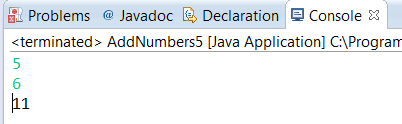 Problems @ Javadoc Declaration Console
<terminated> AddNumbers5 [Java Application] C:\Program
5
6
11